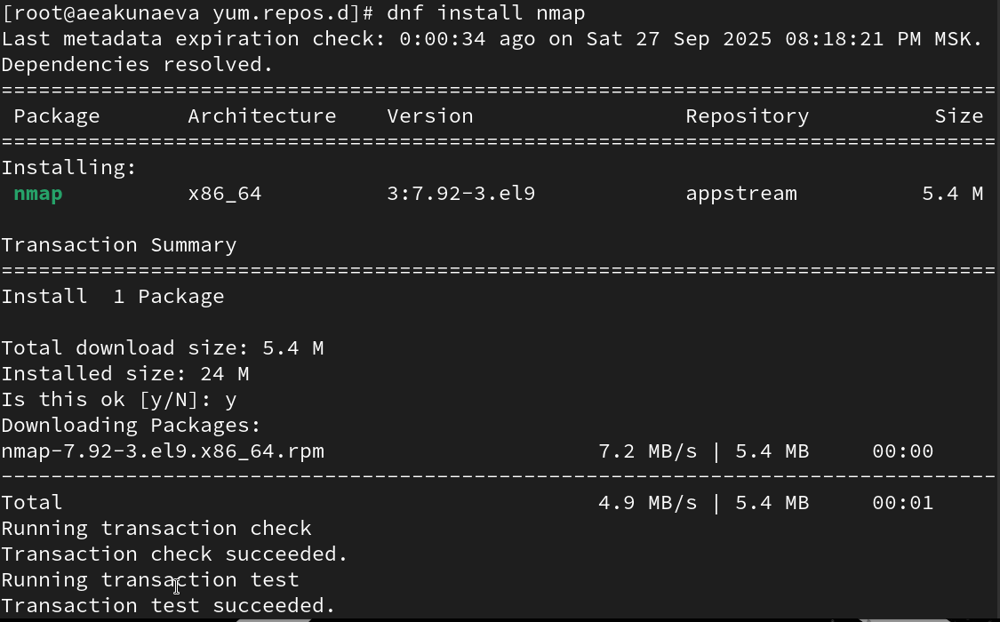 [root@aeakunaeva yum.repos.d]# dnf install nmap
Last metadata expiration check: 0:00:34 ago on Sat 27 Sep 2025 08:18:21 PM MSK.
Dependencies resolved.
================================================================================
 Package       Architecture    Version                 Repository          Size
================================================================================
Installing:
 nmap          x86_64          3:7.92-3.el9            appstream          5.4 M

Transaction Summary
================================================================================
Install  1 Package

Total download size: 5.4 M
Installed size: 24 M
Is this ok [y/N]: y
Downloading Packages:
nmap-7.92-3.el9.x86_64.rpm                      7.2 MB/s | 5.4 MB     00:00
--------------------------------------------------------------------------------
Total                                           4.9 MB/s | 5.4 MB     00:01
Running transaction check
Transaction check succeeded.
Running transaction test
Transaction test succeeded.